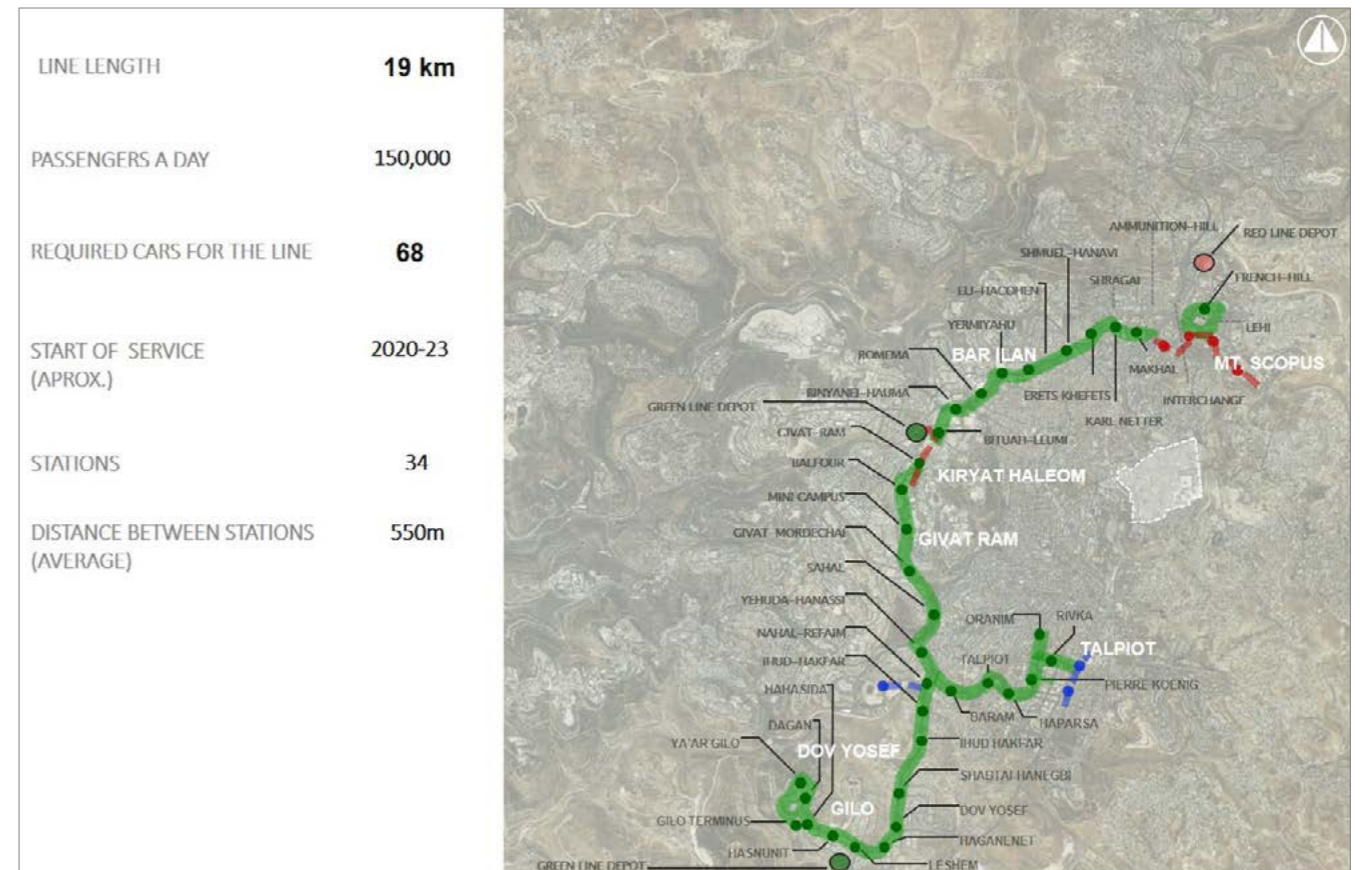 LINE LENGTH 19 km
PASSENGERS A DAY 150,000
REQUIRED CARS FOR THE LINE 68
START OF SERVICE 2020-23
(APROX.)
STATIONS 34
DISTANCE BETWEEN STATIONS 550m
(AVERAGE)
AMMUNITION-HILL
RED LINE DEPOT
SHMUEL-HANAVI
SHRAGAI
FRENCH-HILL
ELI-HACOHEN
YERMIYAHU
LEHI
ROMEMA
BAR ILAN
MAKHAL
MT. SCOPUS
BINYANEI-HAUMA
ERETS KHEFETS
INTERCHANGE
GREEN LINE DEPOT
KARL NETTER
GIVAT-RAM
BITUAH-LEUMI
BALFOUR
KIRYAT HALEOM
MINI CAMPUS
GIVAT-MORDECHAI
GIVAT RAM
SAHAL
YEHUDA-HANASSI
ORANIM
RIVKA
NAHAL-REFAIM
TALPIOT
TALPIOT
IHUD-HAKFAR
PIERRE KOENIG
HAHASIDA
BARAM
HAPARSA
DAGAN
YA'AR GILO
DOV YOSEF
IHUD HAKFAR
SHABTAI HANEGBI
GILO
DOV YOSEF
GILO TERMINUS
HAGANENET
HASNUNIT
LESHEM
GREEN LINE DEPOT